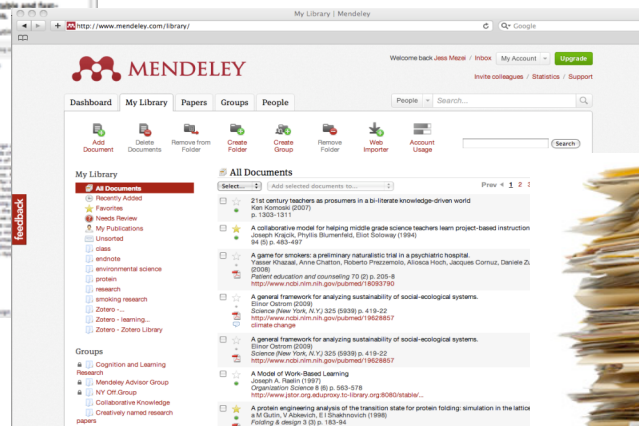 My Library | Mendeley
http://www.mendeley.com/library/
Google
MENDELEY
Welcome back Jess Mezei / Inbox
My Account
Upgrade
Invite colleagues / Statistics / Support
Dashboard
My Library
Papers
Groups
People
People
Search...
Add Document
Delete Documents
Remove from Folder
Create Folder
Create Group
Remove Folder
Web Importer
Account Usage
Search
My Library
All Documents
Recently Added
Favorites
Needs Review
My Publications
Unsorted
class
endnote
environmental science
protein
research
smoking research
Zotero -...
Zotero - learning...
Zotero - Zotero Library
Groups
Cognition and Learning
Research
Mendeley Advisor Group
NY Off.Group
Collaborative Knowledge
Creatively named research
papers
feedback
All Documents
Select...
Add selected documents to...
Prev 1 2
21st century teachers as prosumers in a bi-literate knowledge-driven world
Ken Komoski (2007)
p. 1303-1311
A collaborative model for helping middle grade science teachers learn project-based instruction
Joseph Krajcik, Phyllis Blumenfeld, Eliot Soloway (1994)
94 (5) p. 483-497
A game for smokers: a preliminary naturalistic trial in a psychiatric hospital.
Yasser Khazaal, Anne Chatton, Roberto Prezzemolo, Aliosca Hoch, Jacques Cornuz, Daniele Zu
(2008)
Patient education and counseling 70 (2) p. 205-8
http://www.ncbi.nlm.nih.gov/pubmed/18093790
A general framework for analyzing sustainability of social-ecological systems.
Elinor Ostrom (2009)
Science (New York, N.Y.) 325 (5939) p. 419-22
http://www.ncbi.nlm.nih.gov/pubmed/19628857
climate change
A general framework for analyzing sustainability of social-ecological systems.
Elinor Ostrom (2009)
Science (New York, N.Y.) 325 (5939) p. 419-22
http://www.ncbi.nlm.nih.gov/pubmed/19628857
A Model of Work-Based Learning
Joseph A. Raelin (1997)
Organization Science 8 (6) p. 563-578
http://www.jstor.org.eduproxy.tc-library.org:8080/stable/...
A protein engineering analysis of the transition state for protein folding: simulation in the lattice
a M Gutin, V Abkevich, E I Shakhnovich (1998)
Folding & design 3 (3) p. 183-94